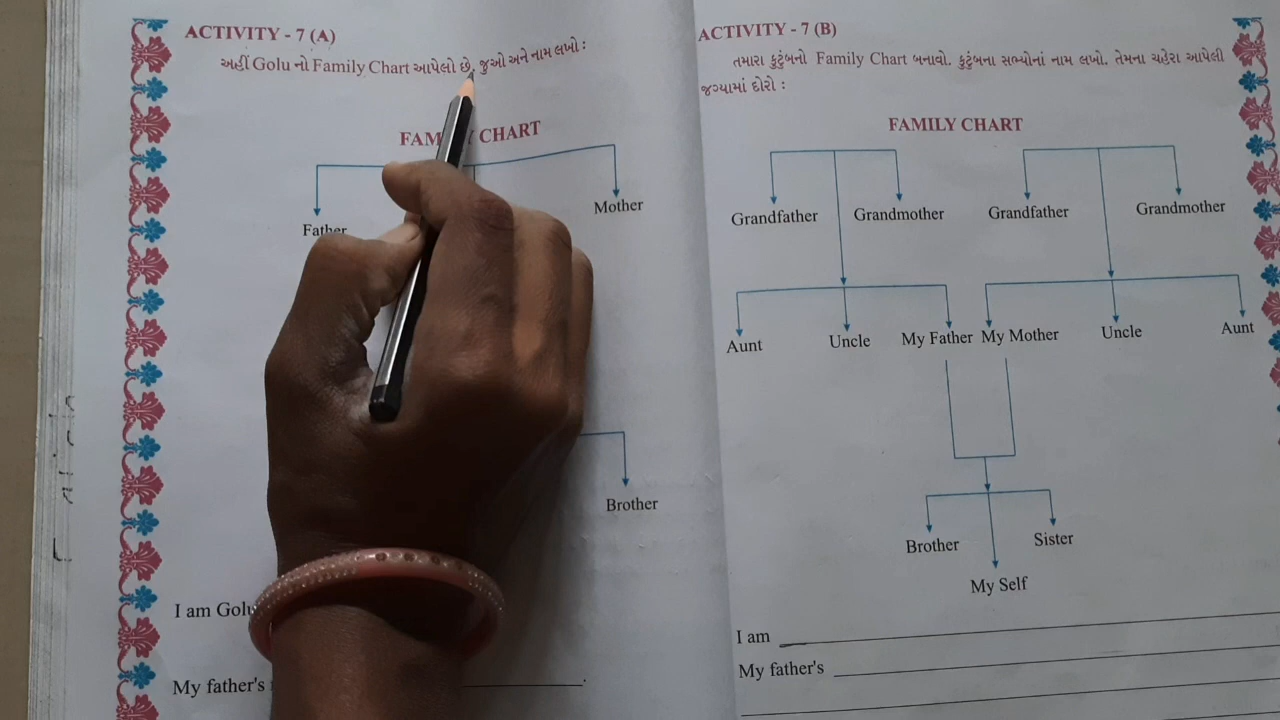 ACTIVITY - 7 (A)
અહીં Golu નો Family Chart આપેલો છે, જુઓ અને નામ લખો :
CHART
Father
Mother
Brother
I am Golu
My father's
ACTIVITY - 7 (B)
તમારા કુટુંબનો Family Chart બનાવો. કુટુંબના સભ્યોનાં નામ લખો. તેમના ચહેરા આપેલી
જગ્યામાં દોરો :
FAMILY CHART
Grandfather Grandmother Grandfather Grandmother
Aunt Uncle My Father My Mother Uncle Aunt
Brother Sister
My Self
I am
My father's